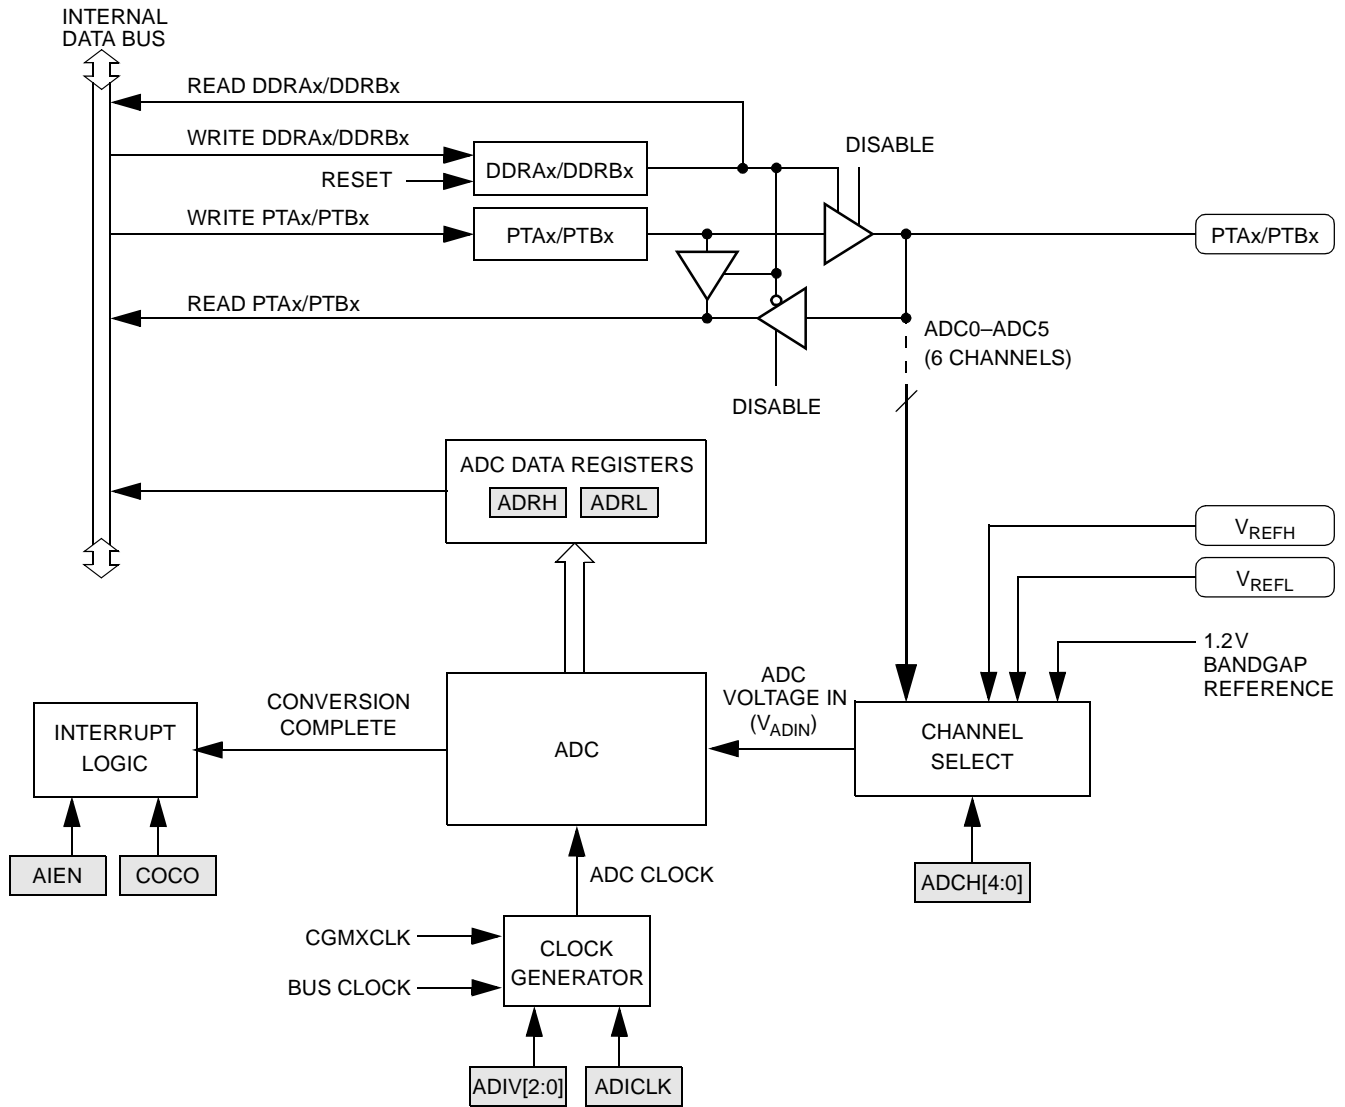 INTERNAL
DATA BUS
READ DDRAx/DDRBx
WRITE DDRAx/DDRBx
DISABLE
DDRAx/DDRBx
RESET
WRITE PTAx/PTBx
PTAx/PTBx
PTAx/PTBx
READ PTAx/PTBx
ADC0–ADC5
(6 CHANNELS)
DISABLE
ADC DATA REGISTERS
ADRH
ADRL
VREFH
VREFL
1.2V
BANDGAP
REFERENCE
ADC
VOLTAGE IN
(VADIN)
CONVERSION
COMPLETE
INTERRUPT
LOGIC
ADC
CHANNEL
SELECT
AIEN
COCO
ADC CLOCK
ADCH[4:0]
CGMXCLK
BUS CLOCK
CLOCK
GENERATOR
ADIV[2:0]
ADICLK